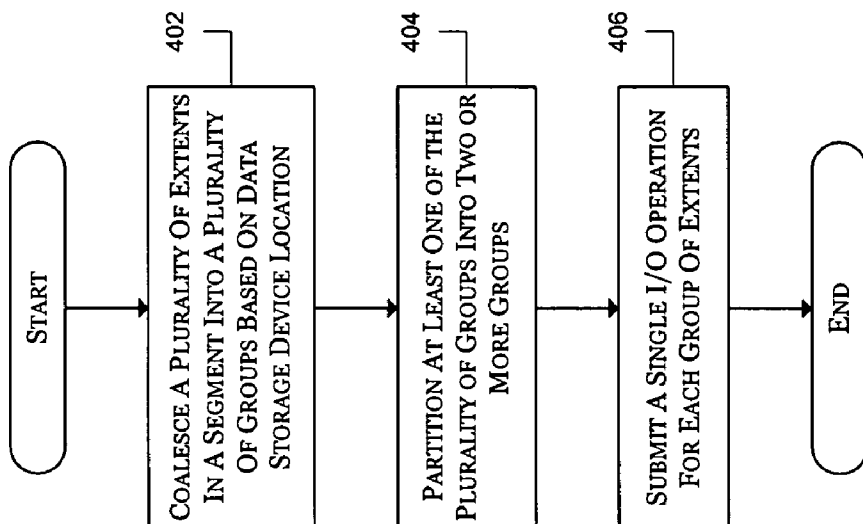 START
402
COALESCE A PLURALITY OF EXTENTS
IN A SEGMENT INTO A PLURALITY
OF GROUPS BASED ON DATA
STORAGE DEVICE LOCATION
404
PARTITION AT LEAST ONE OF THE
PLURALITY OF GROUPS INTO TWO OR
MORE GROUPS
406
SUBMIT A SINGLE I/O OPERATION
FOR EACH GROUP OF EXTENTS
END